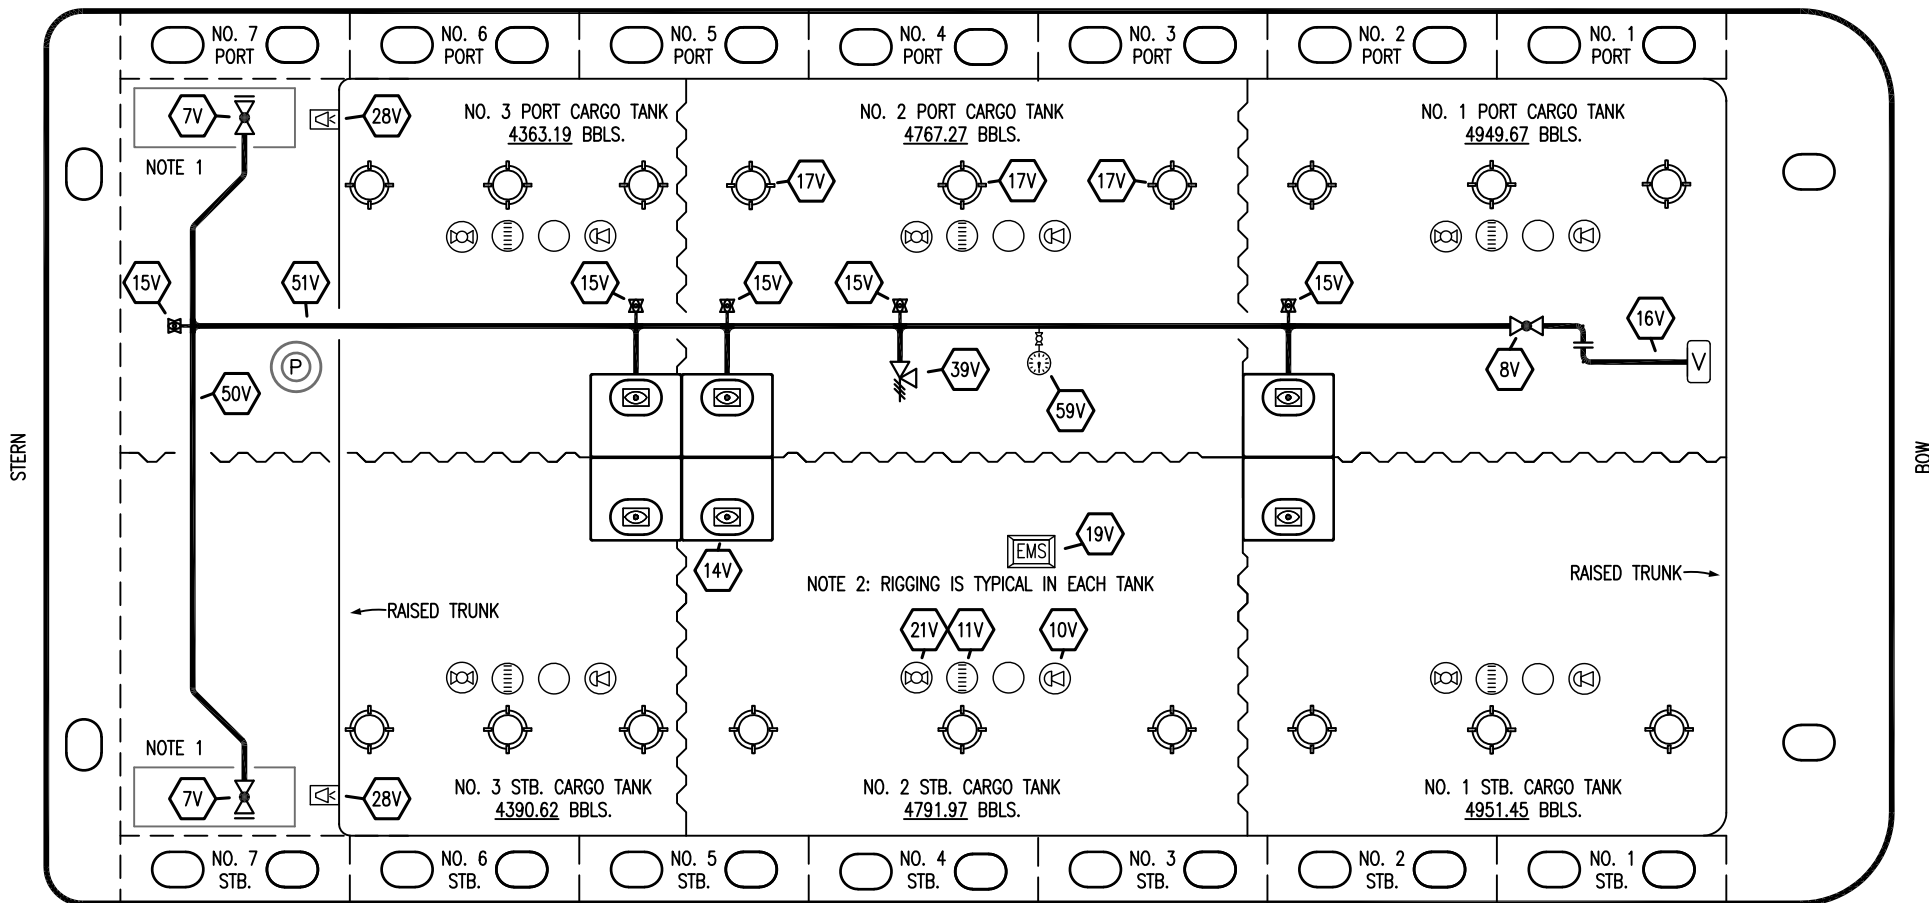 NO. 7 PORT
NO. 6 PORT
NO. 5 PORT
NO. 4 PORT
NO. 3 PORT
NO. 2 PORT
NO. 1 PORT
7V
28V
NO. 3 PORT CARGO TANK
4363.19 BBLS.
NO. 2 PORT CARGO TANK
4767.27 BBLS.
NO. 1 PORT CARGO TANK
4949.67 BBLS.
NOTE 1
17V
17V
17V
15V
51V
15V
15V
15V
15V
16V
P
50V
39V
59V
8V
V
STERN
BOW
EMS
19V
14V
NOTE 2: RIGGING IS TYPICAL IN EACH TANK
RAISED TRUNK
RAISED TRUNK
21V
11V
10V
NOTE 1
7V
28V
NO. 3 STB. CARGO TANK
4390.62 BBLS.
NO. 2 STB. CARGO TANK
4791.97 BBLS.
NO. 1 STB. CARGO TANK
4951.45 BBLS.
NO. 7 STB.
NO. 6 STB.
NO. 5 STB.
NO. 4 STB.
NO. 3 STB.
NO. 2 STB.
NO. 1 STB.